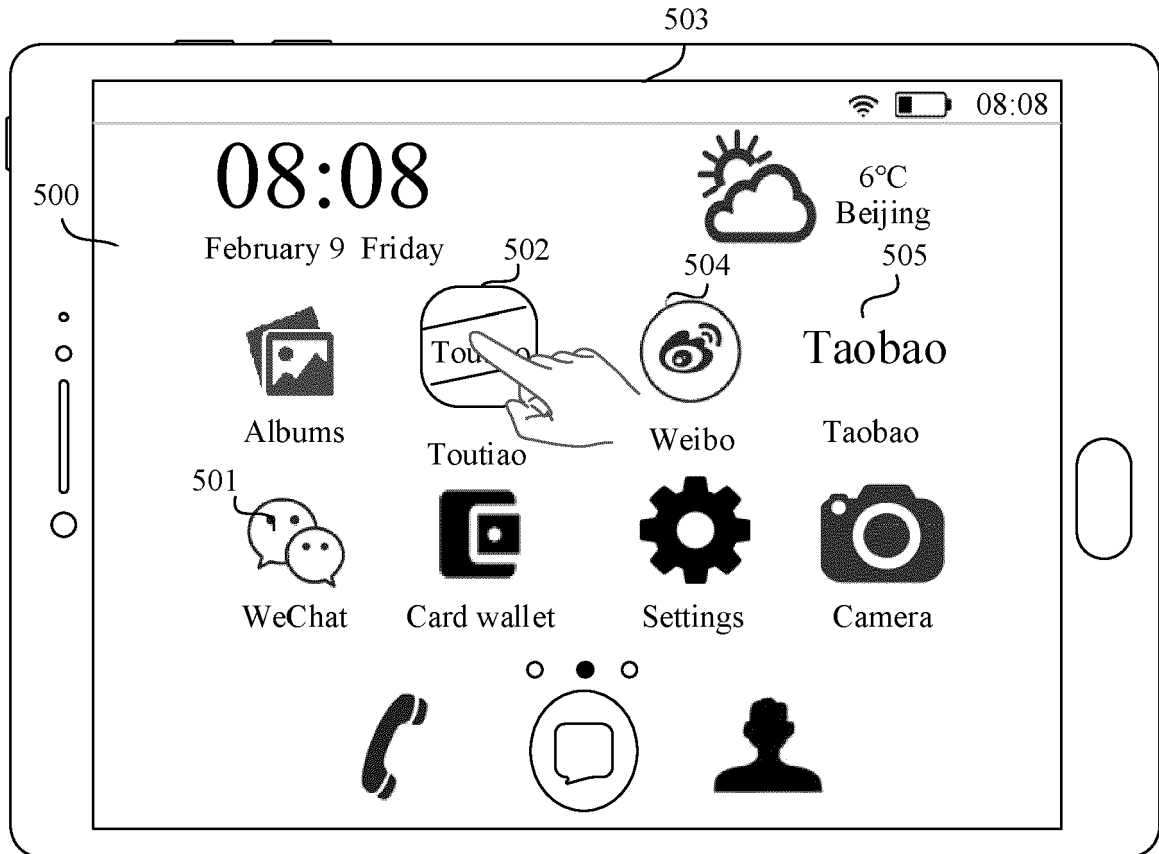 503
08:08
08:08
6°C
Beijing
500
February 9 Friday
502
504
505
Taobao
Albums
Toutiao
Weibo
Taobao
501
WeChat
Card wallet
Settings
Camera